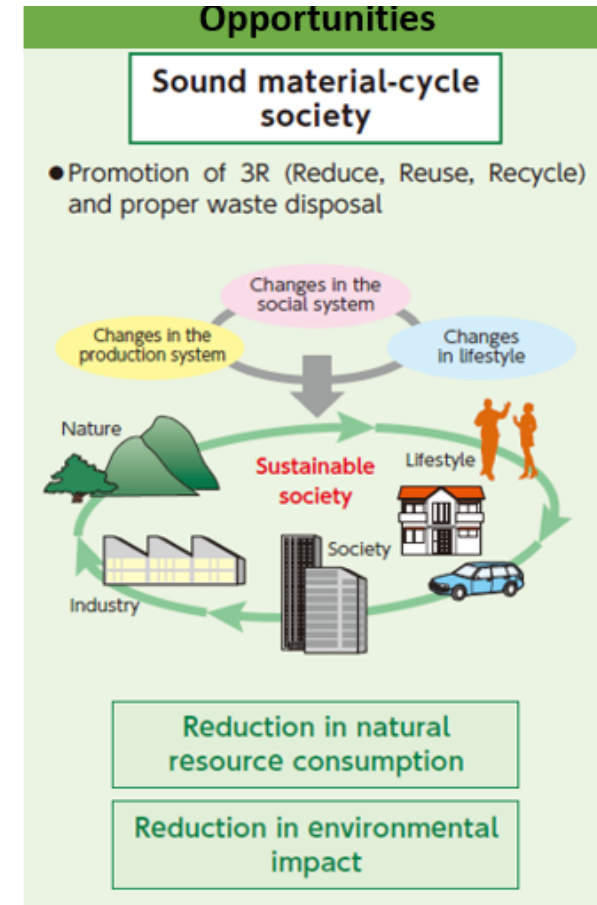 Opportunities
Sound material-cycle
society
●Promotion of 3R (Reduce, Reuse, Recycle)
and proper waste disposal
Changes in the
social system
Changes in the
production system
Changes
in lifestyle
Nature
Lifestyle
Sustainable
society
Society
Industry
Reduction in natural
resource consumption
Reduction in environmental
impact